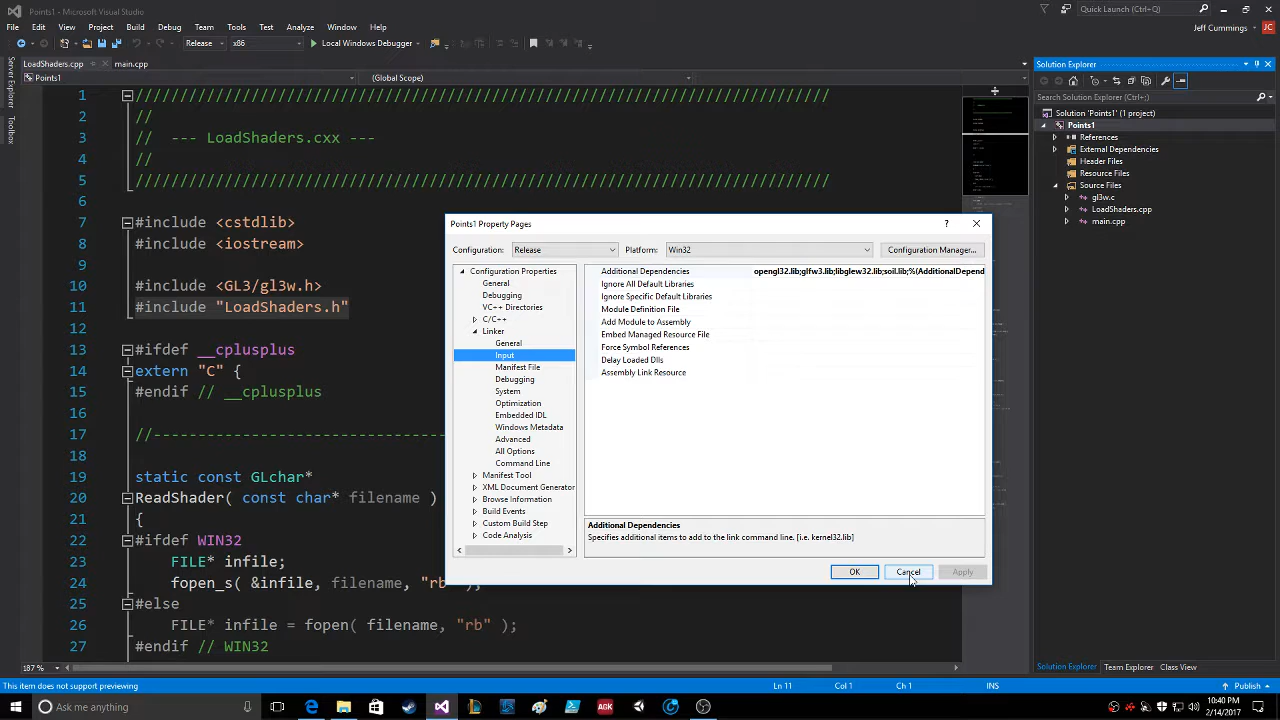 Points1 - Microsoft Visual Studio
Quick Launch (Ctrl+Q)
File Edit View Project Build Debug Team Tools Test Analyze Window Help
Jeff Cummings JC
Release x86 Local Windows Debugger
Server Explorer
Toolbox
LoadShaders.cpp main.cpp
Points1 (Global Scope)
1 ////////////////////////////////////////////////////////////////////////////
2 //
3 // --- LoadShaders.cxx
4 //
5 ////////////////////////////////////////////////////////////////////////////
6
7 #include <cstdlib>
8 #include <iostream>
9
10 #include <GL3/gl3w.h>
11 #include "LoadShaders.h"
12
13 #ifdef __cplusplus
14 extern "C" {
15 #endif // __cplusplus
16
17 //--------------------------
18
19 static const GLchar*
20 ReadShader( const char* filename )
21 {
22 #ifdef WIN32
23 FILE* infile;
24 fopen_s( &infile, filename, "rb" );
25 #else
26 FILE* infile = fopen( filename, "rb" );
27 #endif // WIN32
187 %
Points1 Property Pages
? 
Configuration: Release Platform: Win32 Configuration Manager...
Configuration Properties
General
Debugging
VC++ Directories
C/C++
Linker
General
Input
Manifest File
Debugging
System
Optimization
Embedded IDL
Windows Metadata
Advanced
All Options
Command Line
Manifest Tool
XML Document Generator
Browse Information
Build Events
Custom Build Step
Code Analysis
Additional Dependencies opengl32.lib;glfw3.lib;libglew32.lib;soil.lib;%(AdditionalDepend
Ignore All Default Libraries
Ignore Specific Default Libraries
Module Definition File
Add Module to Assembly
Embed Managed Resource File
Force Symbol References
Delay Loaded Dlls
Assembly Link Resource
Additional Dependencies
Specifies additional items to add to the link command line. [i.e. kernel32.lib]
OK Cancel Apply
Solution Explorer
Search Solution Explorer (Ctrl+;)
Solution 'Points1' (1 project)
Points1
References
External Dependencies
Header Files
Resource Files
Source Files
gl3w.c
LoadShaders.cpp
main.cpp
Solution Explorer Team Explorer Class View
This item does not support previewing Ln 11 Col 1 Ch 1 INS Publish
Ask me anything
AGK
10:40 PM
2/14/2017